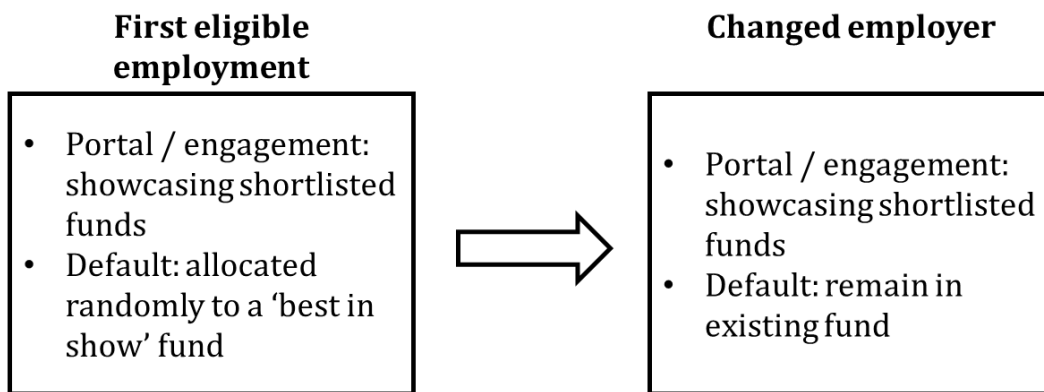 First eligible
employment
• Portal / engagement:
showcasing shortlisted
funds
• Default: allocated
randomly to a ‘best in
show’ fund
Changed employer
• Portal / engagement:
showcasing shortlisted
funds
• Default: remain in
existing fund